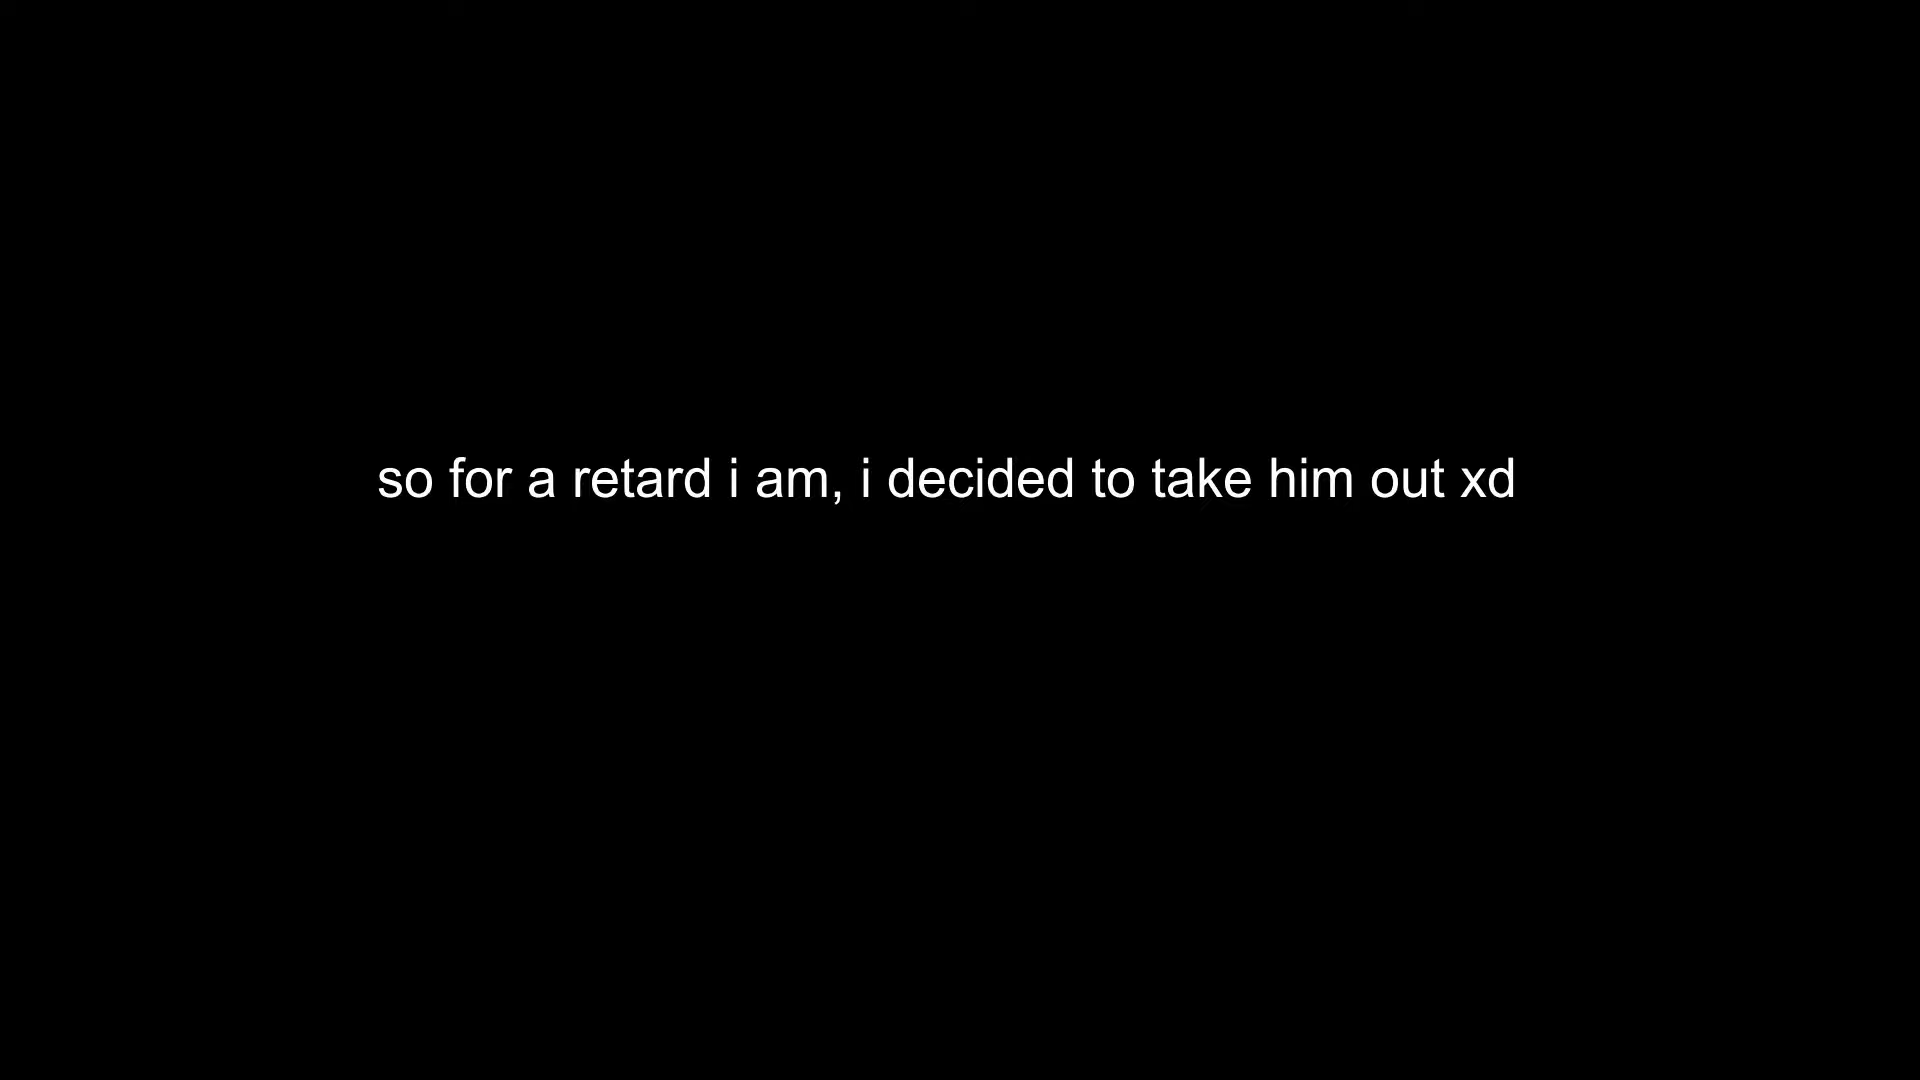 so for a retard i am, i decided to take him out xd